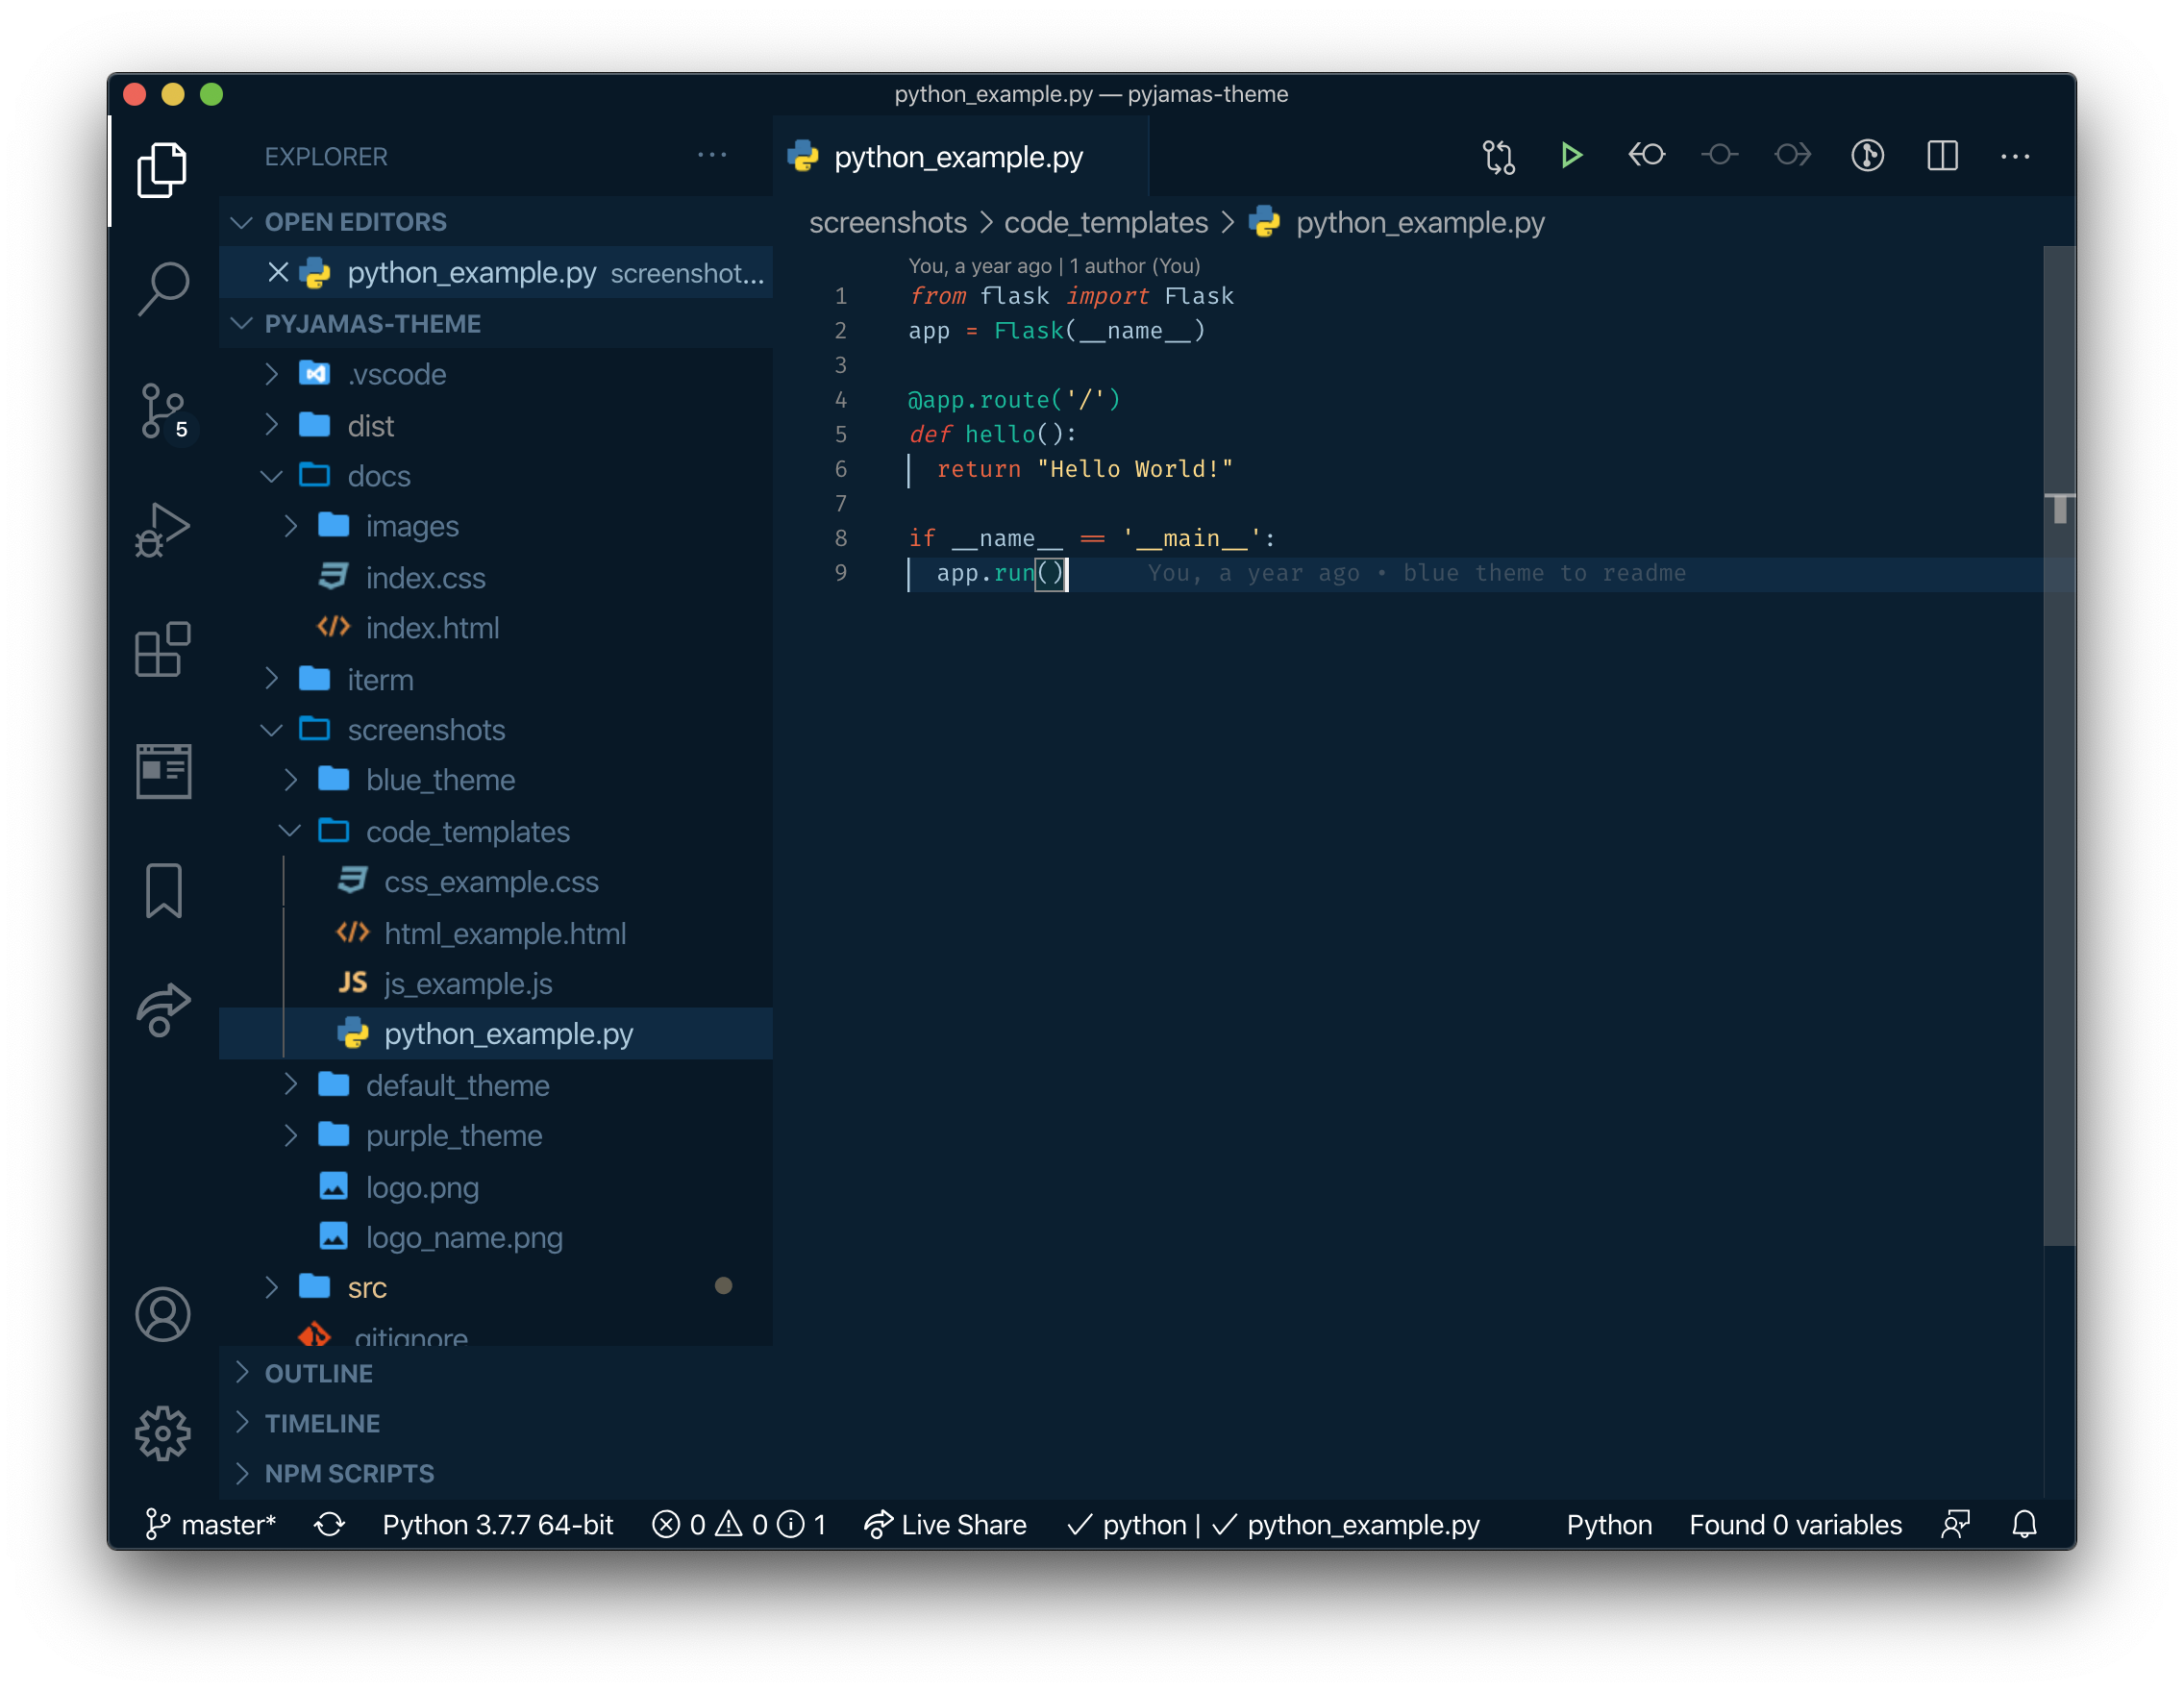 python_example.py — pyjamas-theme
EXPLORER
python_example.py
OPEN EDITORS
python_example.py screenshot...
PYJAMAS-THEME
.vscode
dist
docs
images
index.css
index.html
iterm
screenshots
blue_theme
code_templates
css_example.css
html_example.html
JS js_example.js
python_example.py
default_theme
purple_theme
logo.png
logo_name.png
src
.gitignore
OUTLINE
TIMELINE
NPM SCRIPTS
5
screenshots > code_templates > python_example.py
You, a year ago | 1 author (You)
1 from flask import Flask
2 app = Flask(__name__)
3
4 @app.route('/')
5 def hello():
6 return "Hello World!"
7
8 if __name__ == '__main__':
9 app.run() You, a year ago • blue theme to readme
master* Python 3.7.7 64-bit 0 0 1 Live Share ✓ python | ✓ python_example.py Python Found 0 variables